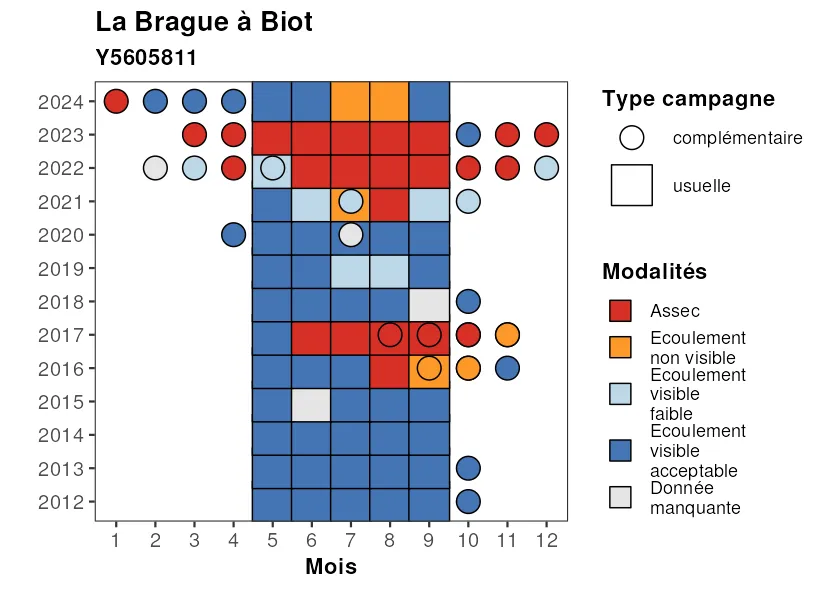 La Brague à Biot
Y5605811
2024
2023
2022
2021
2020
2019
2018
2017
2016
2015
2014
2013
2012
1 2 3 4 5 6 7 8 9 10 11 12
Mois
Type campagne
complémentaire
usuelle
Modalités
Assec
Ecoulement
non visible
Ecoulement
visible
faible
Ecoulement
visible
acceptable
Donnée
manquante